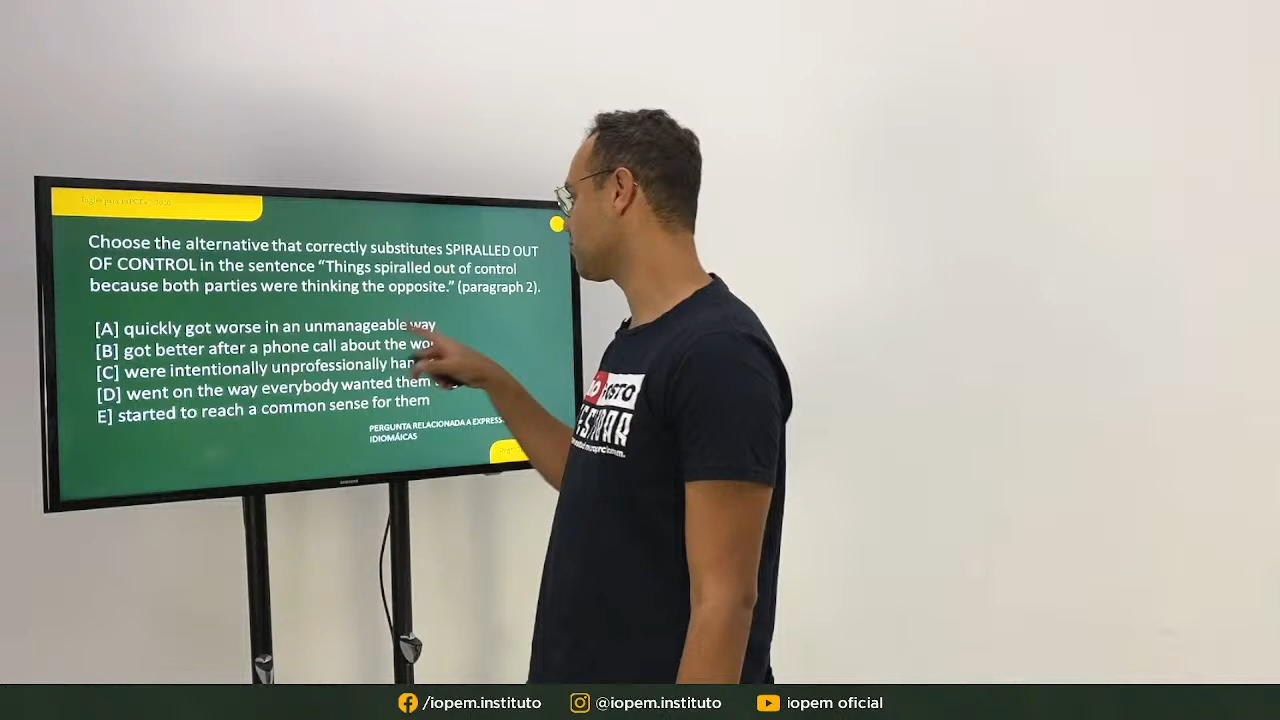 Choose the alternative that correctly substitutes SPIRALLED OUT
OF CONTROL in the sentence “Things spiralled out of control
because both parties were thinking the opposite.” (paragraph 2).
[A] quickly got worse in an unmanageable way
[B] got better after a phone call about the
[C] were intentionally unprofessionally
[D] went on the way everybody wanted them
E] started to reach a common sense for them
PERGUNTA RELACIONADA A
IDIOMÁICAS
SAMSUNG
/iopem.instituto
@iopem.instituto
iopem oficial